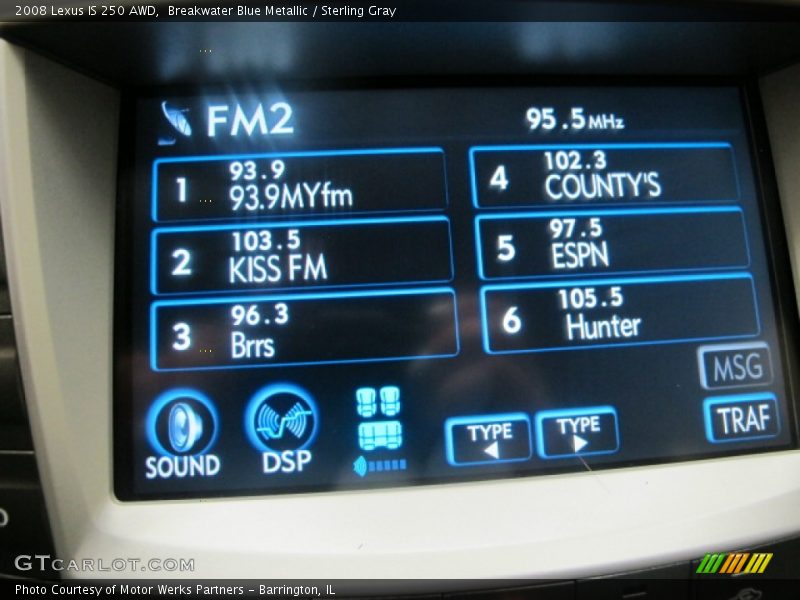 2008 Lexus IS 250 AWD,  Breakwater Blue Metallic / Sterling Gray
FM2
95.5MHz
1
93.9
93.9MYfm
2
103.5
KISS FM
3
96.3
Brrs
4
102.3
COUNTY'S
5
97.5
ESPN
6
105.5
Hunter
MSG
TRAF
SOUND
DSP
TYPE
TYPE
GTCARLOT.COM
Photo Courtesy of Motor Werks Partners – Barrington, IL